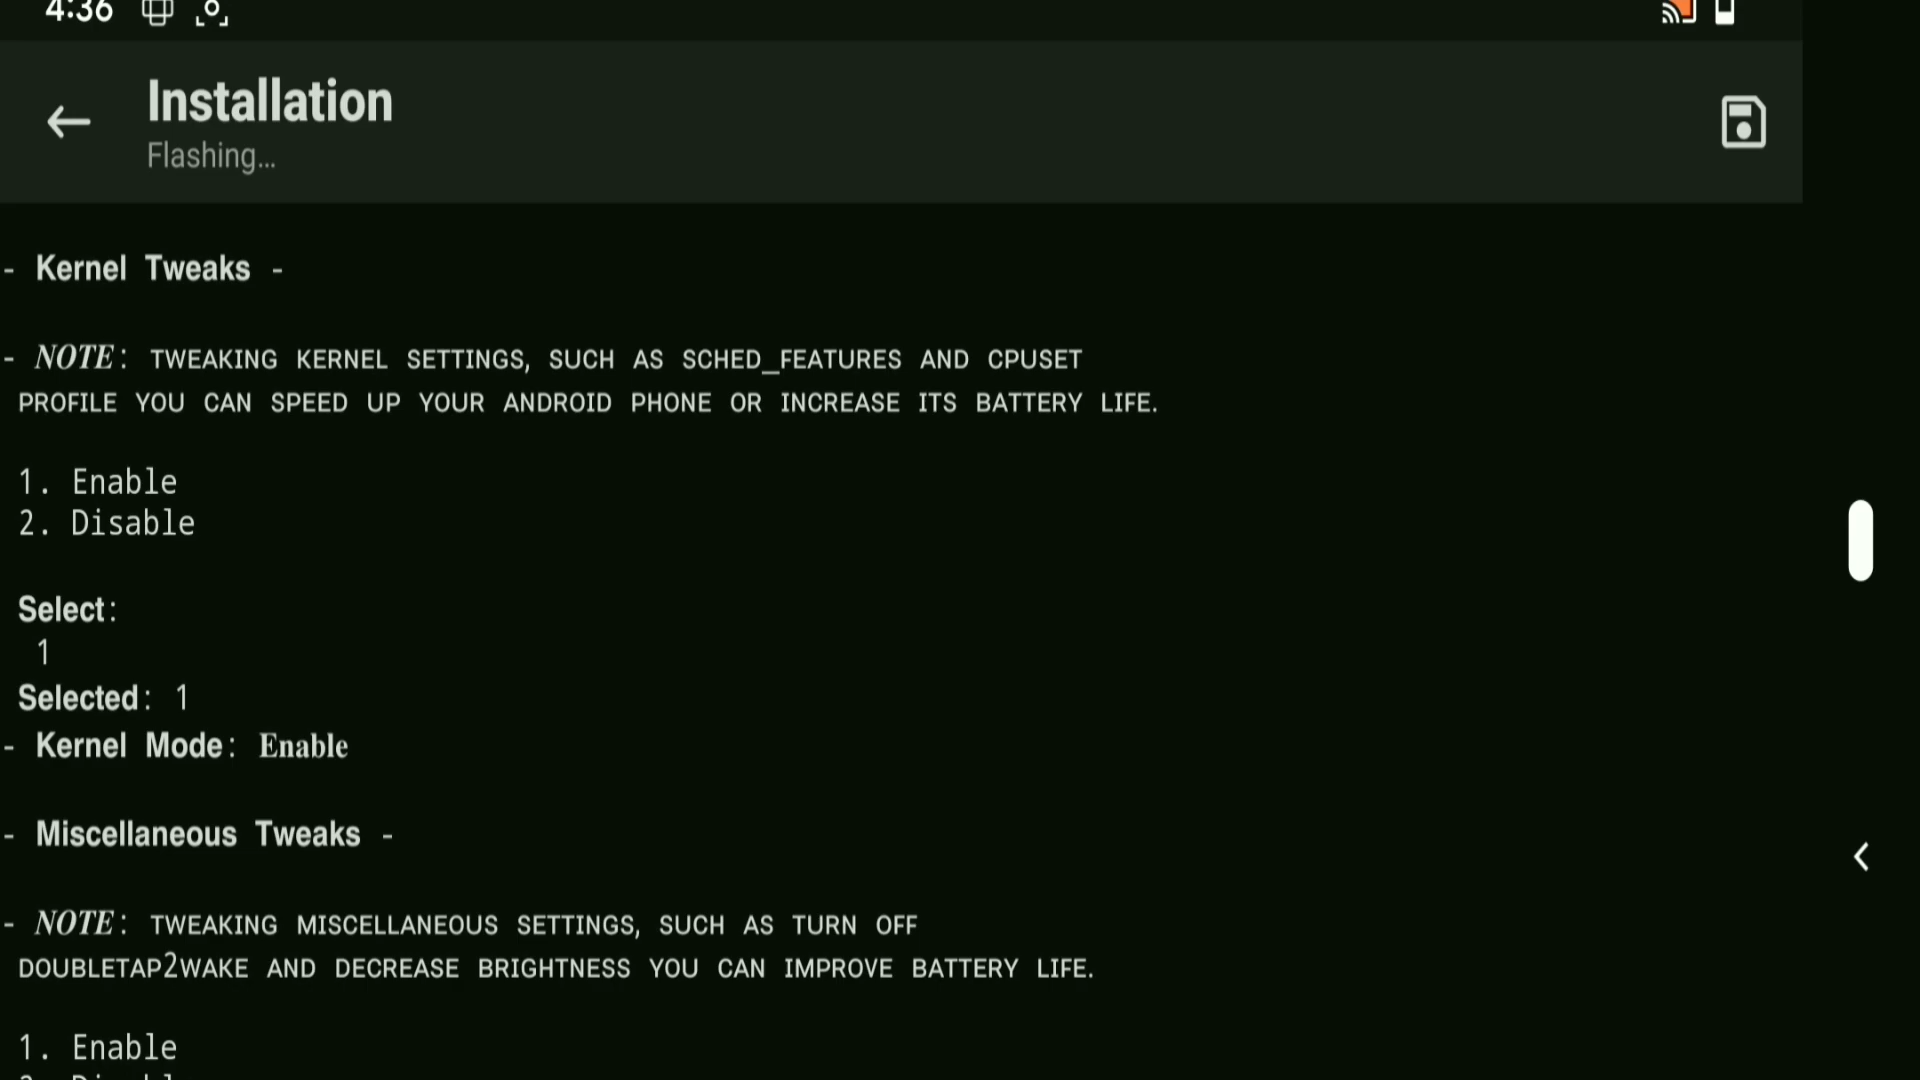 4:36
Installation
Flashing...
- Kernel Tweaks -
- NOTE: TWEAKING KERNEL SETTINGS, SUCH AS SCHED_FEATURES AND CPUSET
PROFILE YOU CAN SPEED UP YOUR ANDROID PHONE OR INCREASE ITS BATTERY LIFE.
1. Enable
2. Disable
Select:
1
Selected: 1
- Kernel Mode: Enable
- Miscellaneous Tweaks -
- NOTE: TWEAKING MISCELLANEOUS SETTINGS, SUCH AS TURN OFF
DOUBLETAP2WAKE AND DECREASE BRIGHTNESS YOU CAN IMPROVE BATTERY LIFE.
1. Enable